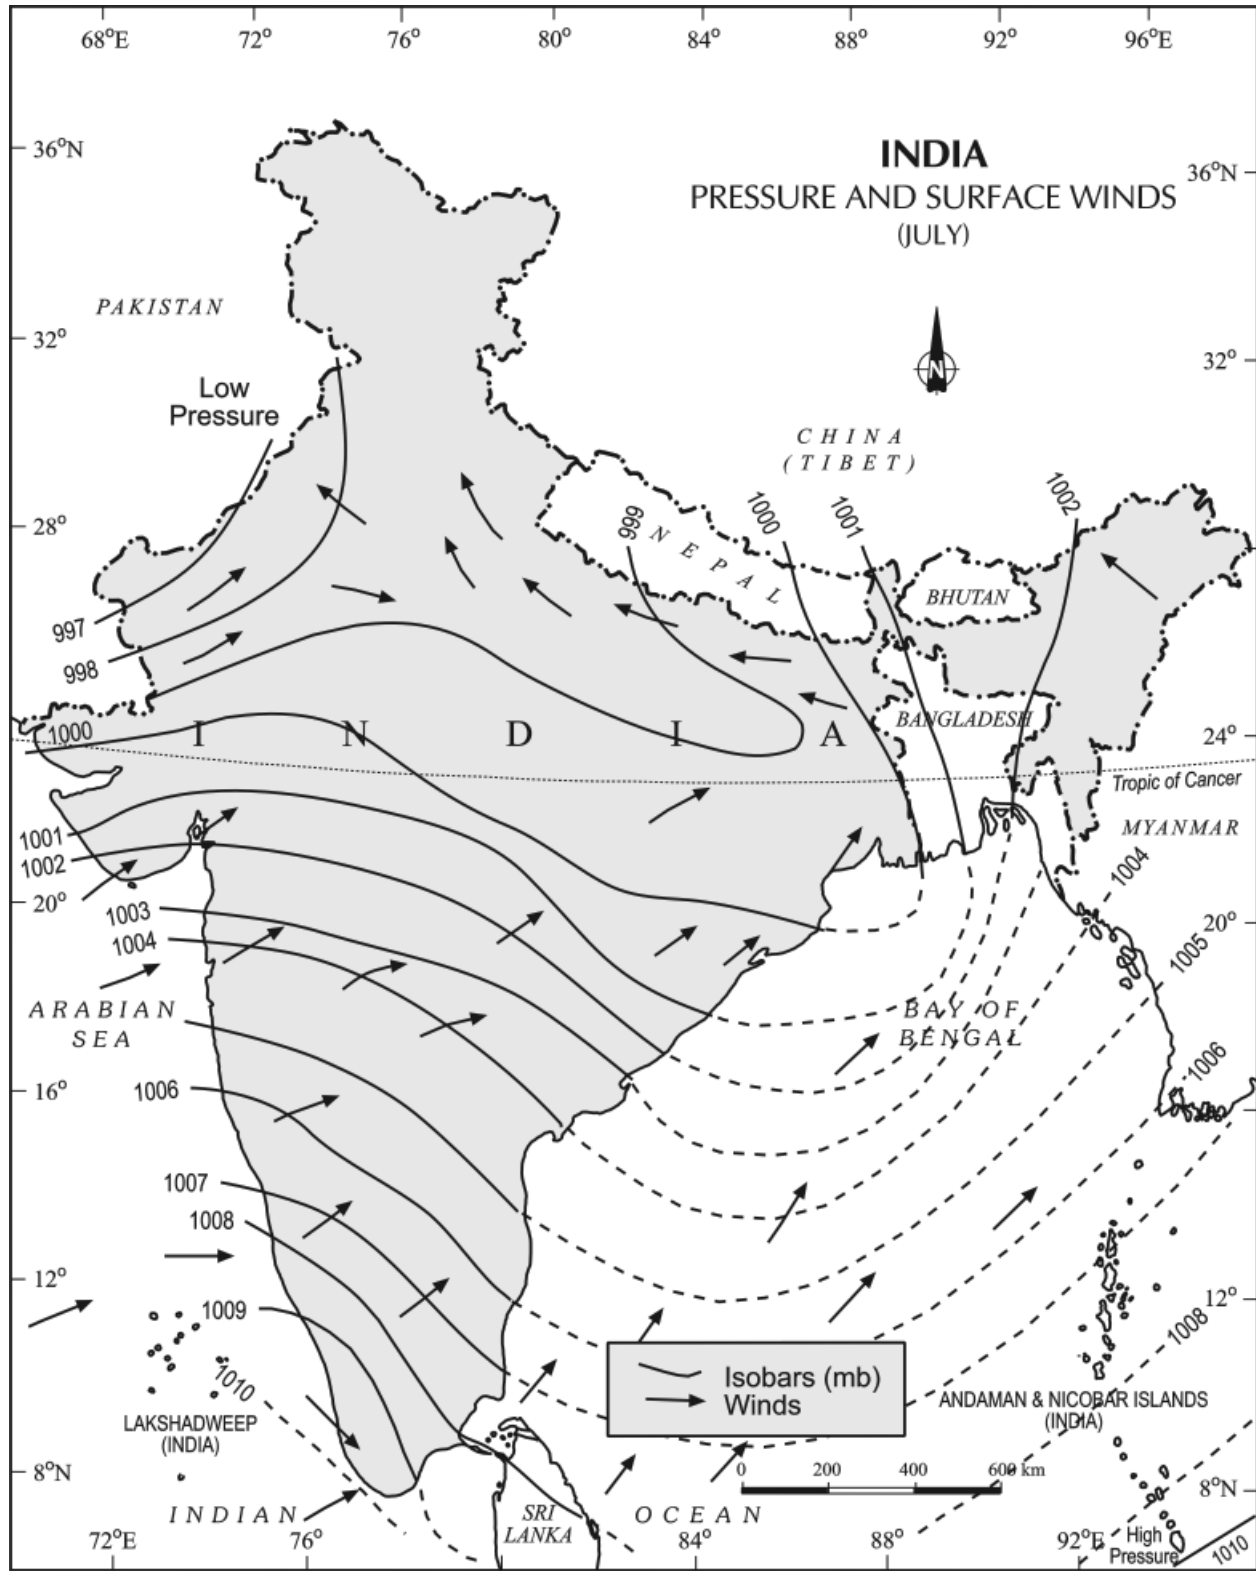 68°E 72° 76° 80° 84° 88° 92° 96°E
36°N
INDIA
PRESSURE AND SURFACE WINDS
(JULY)
36°N
PAKISTAN
32°
N
32°
Low
Pressure
CHINA
(TIBET)
28°
999
1000
1001
1002
NEPAL
BHUTAN
997
998
1000
INDIA
BANGLADESH
24°
Tropic of Cancer
MYANMAR
1001
1002
1003
1004
20°
1004
20°
1005
ARABIAN
SEA
BAY OF
BENGAL
1006
16°
1006
1007
1008
12°
12°
1009
1008
1010
Isobars (mb)
Winds
LAKSHADWEEP
(INDIA)
ANDAMAN & NICOBAR ISLANDS
(INDIA)
0 200 400 600 km
8°N
8°N
INDIAN OCEAN
SRI
LANKA
High
Pressure
1010
72° 76° 84° 88° 92°E